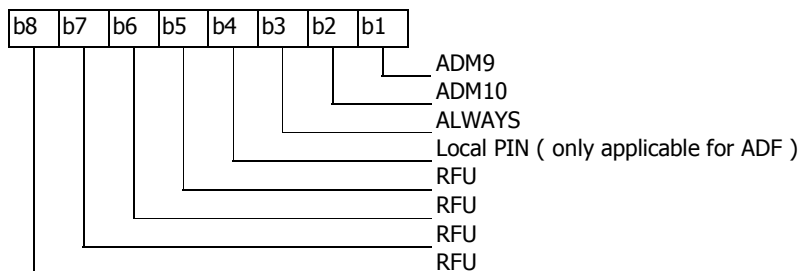 b8 b7 b6 b5 b4 b3 b2 b1
ADM9
ADM10
ALWAYS
Local PIN ( only applicable for ADF )
RFU
RFU
RFU
RFU